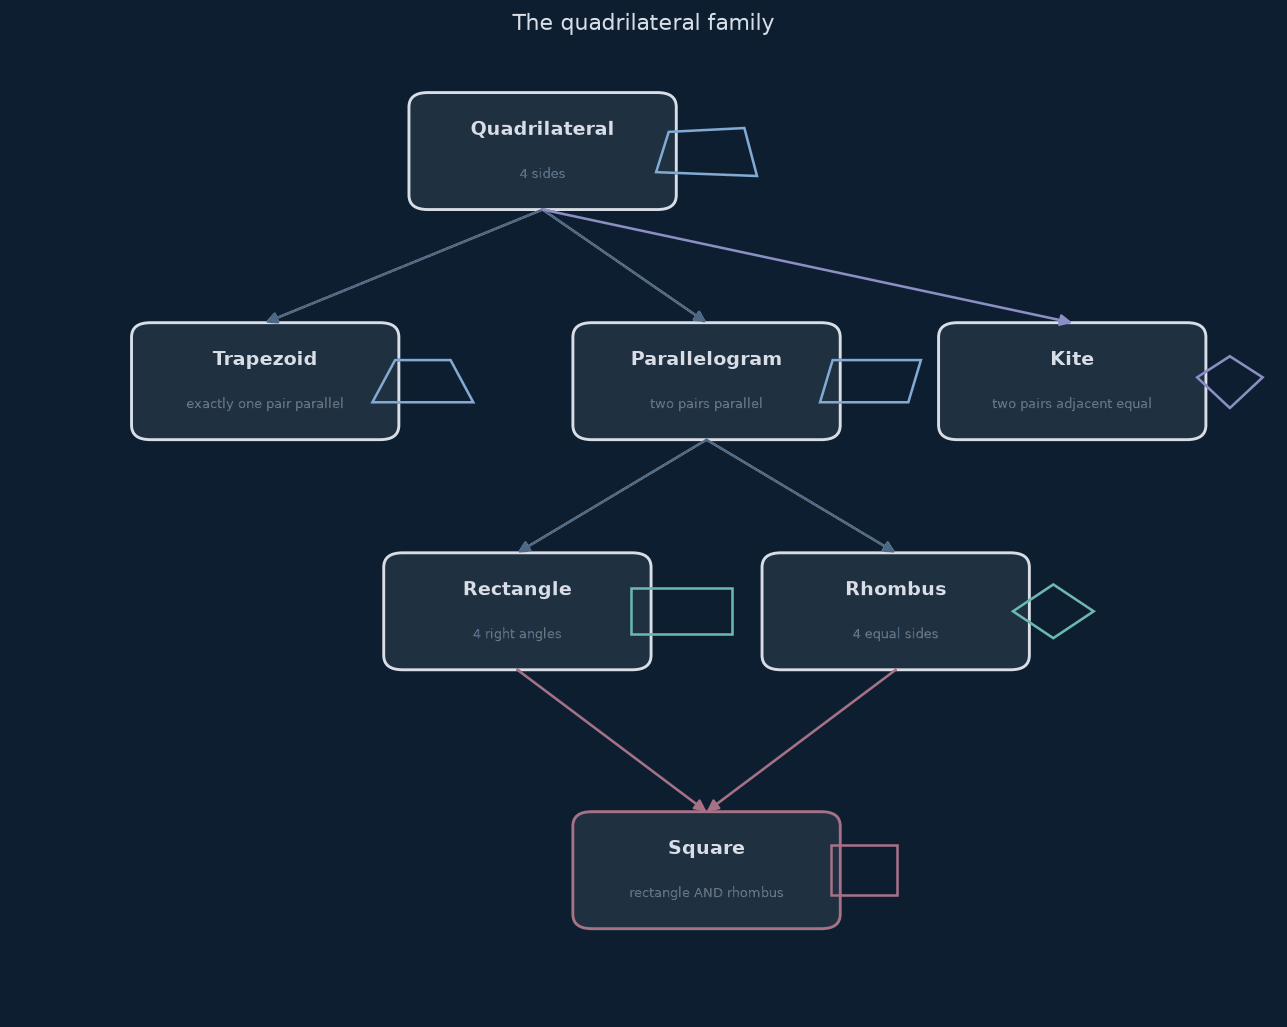 The quadrilateral family
Quadrilateral
4 sides
Trapezoid
exactly one pair parallel
Parallelogram
two pairs parallel
Kite
two pairs adjacent equal
Rectangle
4 right angles
Rhombus
4 equal sides
Square
rectangle AND rhombus